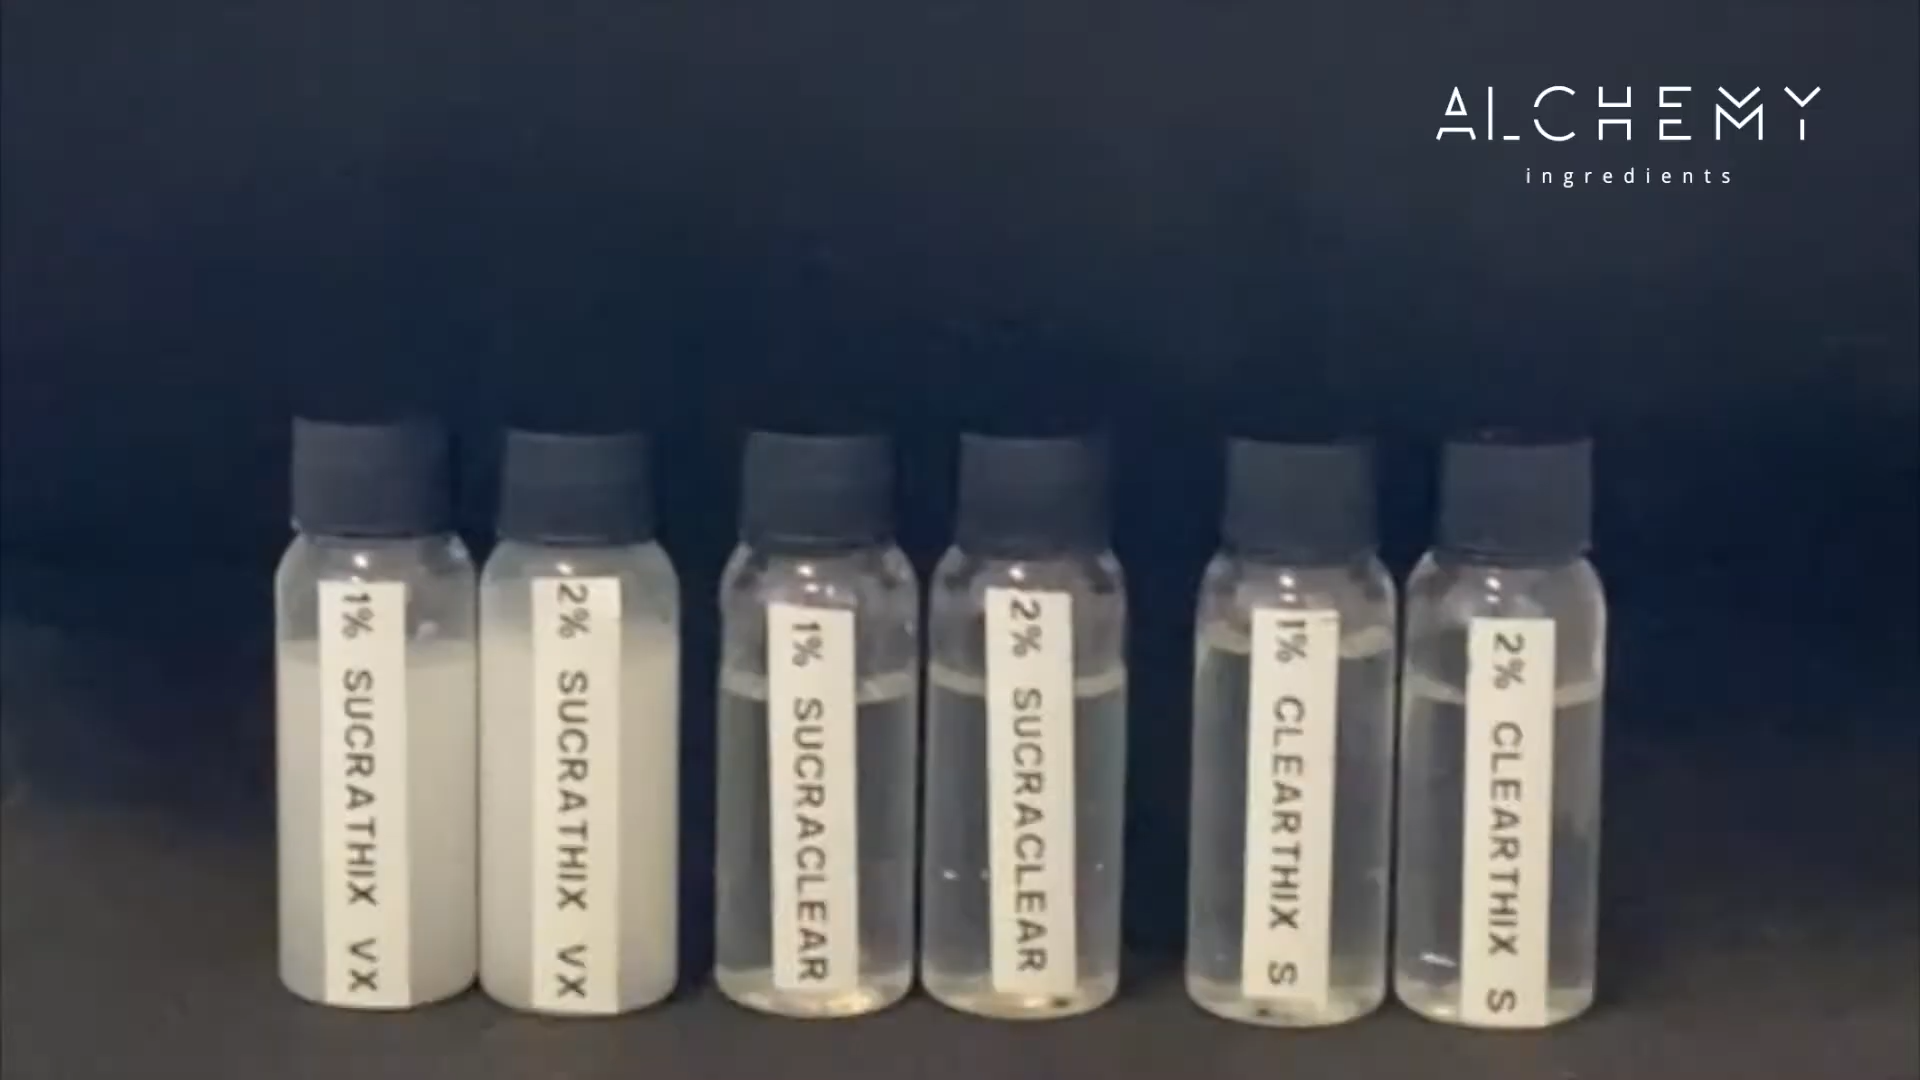 ALCHEMY
ingredients
1% SUCRATHIX VX
2% SUCRATHIX VX
1% SUCRACLEAR
2% SUCRACLEAR
1% CLEARTHIX S
2% CLEARTHIX S